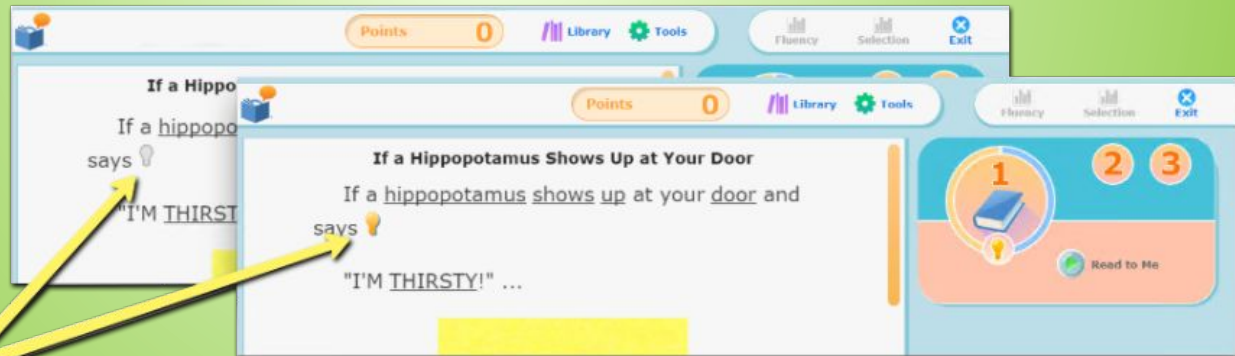 Points 0 Library Tools Fluency Selection Exit
If a Hippo
If a hippopo
says
"I'M THIRST
Points 0 Library Tools Fluency Selection Exit
If a Hippopotamus Shows Up at Your Door
If a hippopotamus shows up at your door and
says
"I'M THIRSTY!" ...
1 2 3
Read to Me